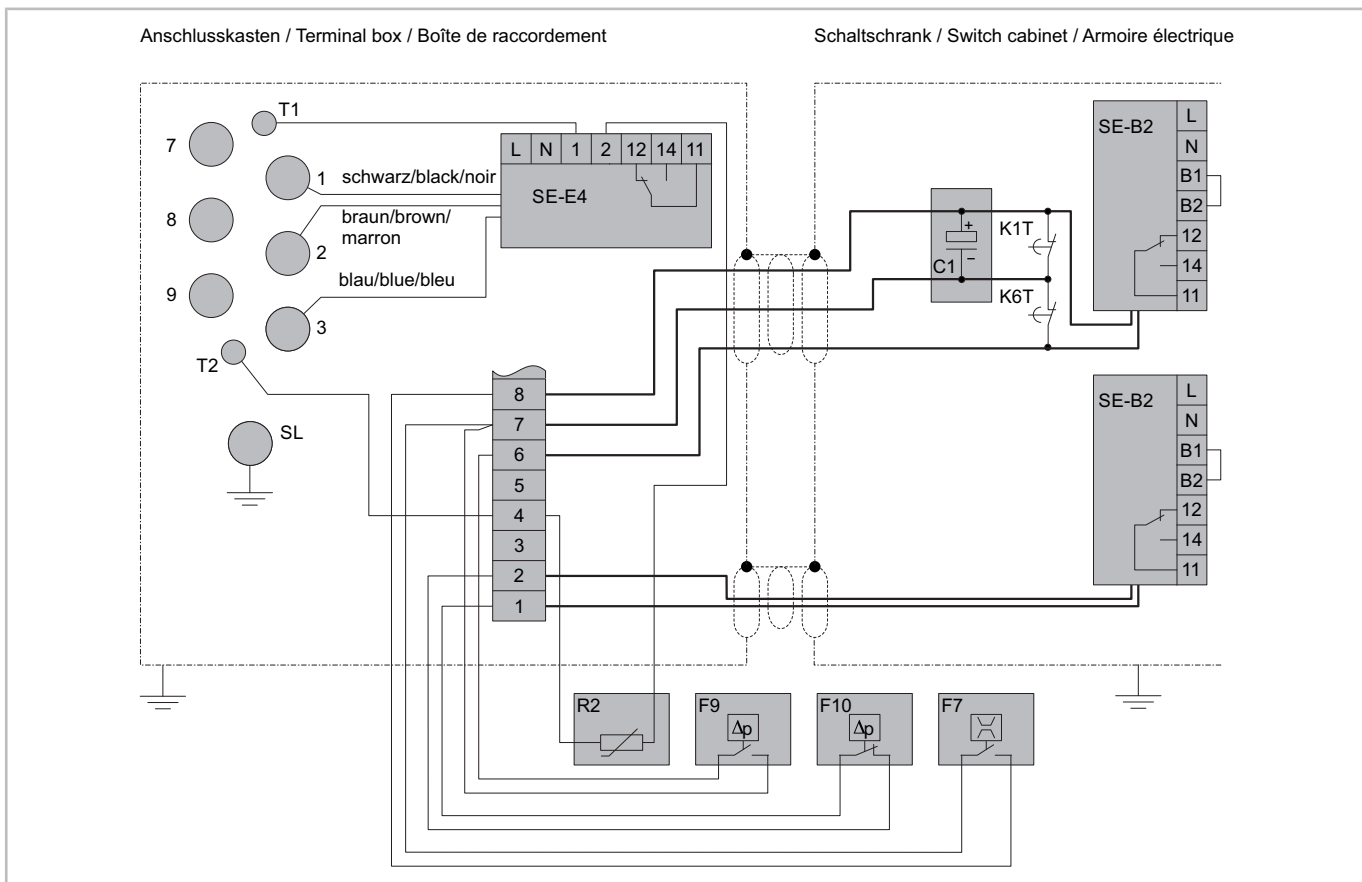 Anschlusskasten / Terminal box / Boîte de raccordement
Schaltschrank / Switch cabinet / Armoire électrique
T1
7
1
schwarz/black/noir
8
braun/brown/
marron
2
9
blau/blue/bleu
3
T2
SL
L N 1 2 12 14 11
SE-E4
8
7
6
5
4
3
2
1
+
−
C1
K1T
K6T
SE-B2
L
N
B1
B2
12
14
11
SE-B2
L
N
B1
B2
12
14
11
R2
F9
Δp
F10
Δp
F7